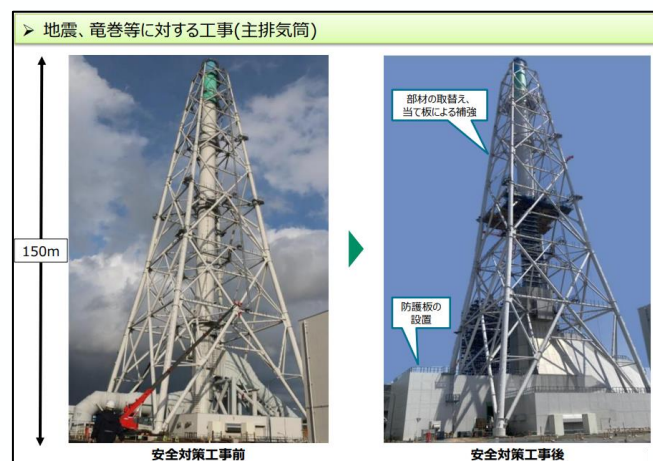 ➢ 地震、竜巻等に対する工事(主排気筒)
部材の取替え、
当て板による補強
150m
防護板の
設置
安全対策工事前
安全対策工事後